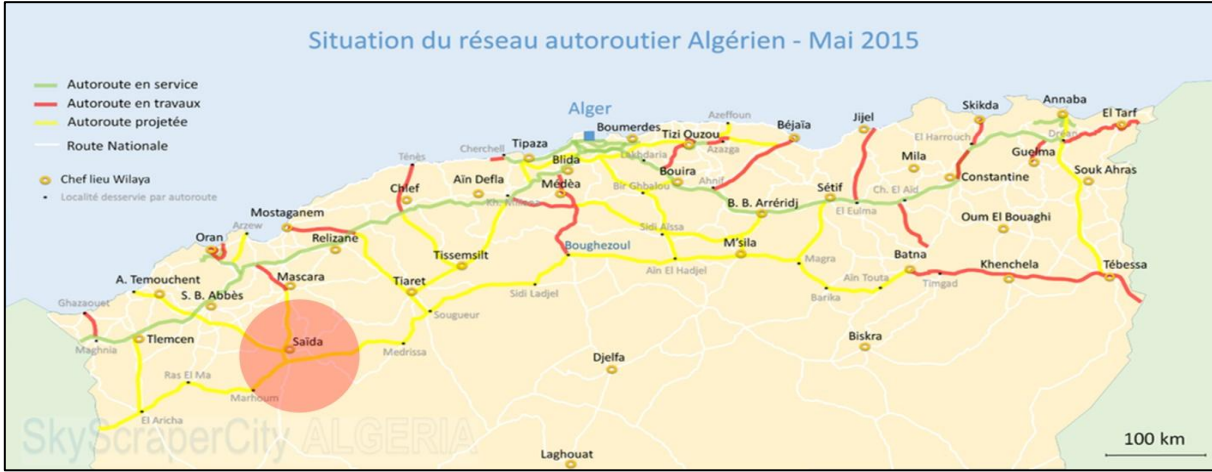 Situation du réseau autoroutier Algérien - Mai 2015
Autoroute en service
Autoroute en travaux
Autoroute projetée
Route Nationale
Chef lieu Wilaya
Localité desservie par autoroute
Alger
Boumerdes
Azeffoun
Tizi Ouzou
Azazga
Béjaïa
Jijel
Skikda
Annaba
El Tarf
El Harrouch
Dréan
Cherchell
Tipaza
Blida
Lakhdaria
Bouira
Ahnif
Mila
Constantine
Guelma
Souk Ahras
Ténès
Aïn Defla
Médèa
Bir Ghbalou
Chlef
Kh. Miliana
Sétif
Ch. El Aïd
El Eulma
B. B. Arréridj
Oum El Bouaghi
Mostaganem
Arzew
Oran
Relizane
Sidi Aïssa
Boughezoul
M'sila
Tissemsilt
Aïn El Hadjel
Magra
Batna
Khenchela
Tébessa
Aïn Touta
Timgad
Barika
A. Temouchent
Mascara
Tiaret
Sidi Ladjel
S. B. Abbès
Ghazaouet
Sougueur
Tlemcen
Maghnia
Saïda
Medrissa
Biskra
Djelfa
Ras El Ma
Marhoum
El Aricha
SkyScraperCity ALGERIA
Laghouat
100 km